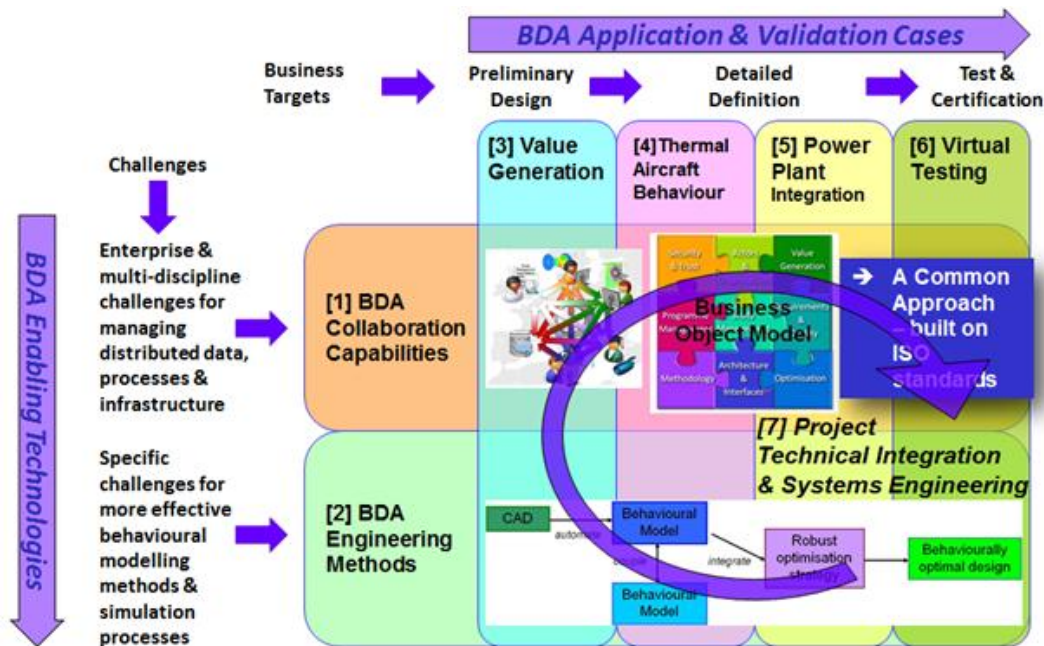 BDA Application & Validation Cases
Business
Targets
Preliminary
Design
Detailed
Definition
Test &
Certification
Challenges
[3] Value
Generation
[4] Thermal
Aircraft
Behaviour
[5] Power
Plant
Integration
[6] Virtual
Testing
BDA Enabling Technologies
Enterprise &
multi-discipline
challenges for
managing
distributed data,
processes &
infrastructure
[1] BDA
Collaboration
Capabilities
Security
& Trust
Actors
&
Value
Generation
Business
Object Model
Programme
Methodology
Architecture
&
Interfaces
Optimisation
➔ A Common
Approach
– built on
ISO
standards
[7] Project
Technical Integration
& Systems Engineering
Specific
challenges for
more effective
behavioural
modelling
methods &
simulation
processes
[2] BDA
Engineering
Methods
CAD
automate
Behavioural
Model
Behavioural
Model
integrate
Robust
optimisation
strategy
Behaviourally
optimal design